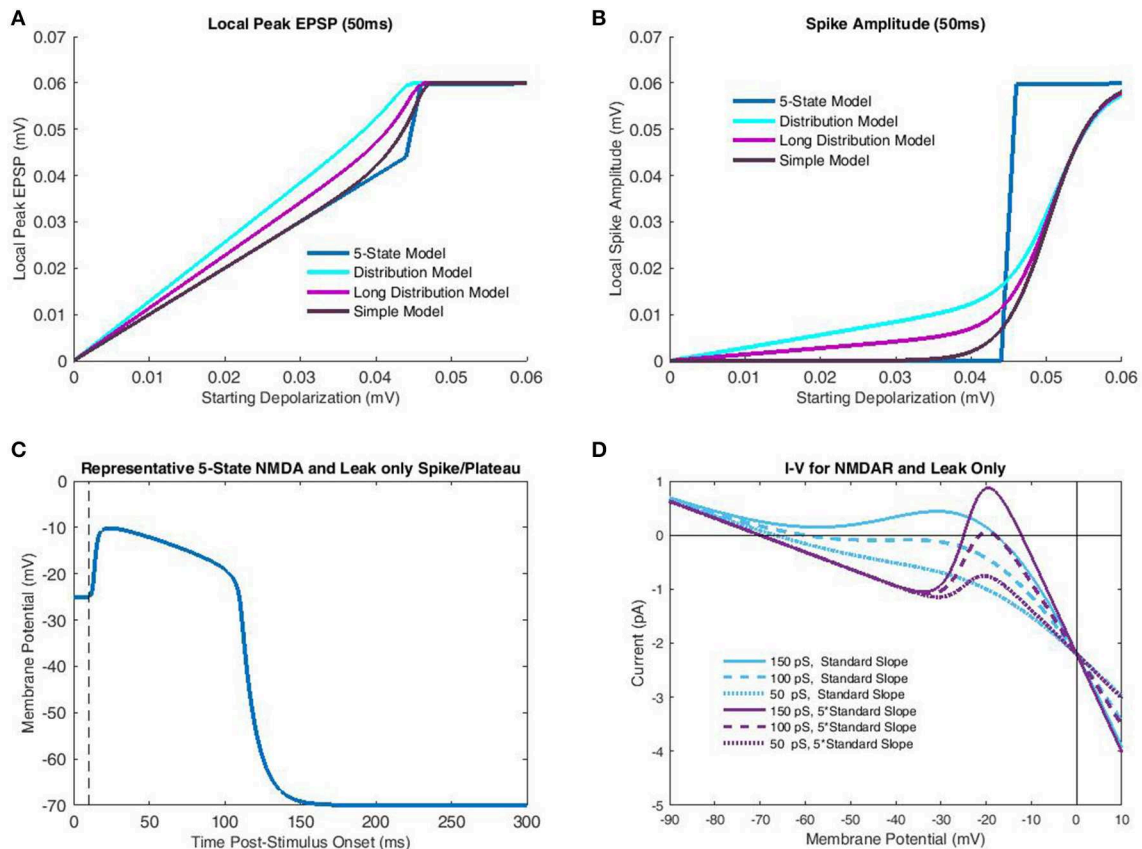 A
Local Peak EPSP (50ms)
0.07
0.06
0.05
0.04
0.03
0.02
0.01
0
Local Peak EPSP (mV)
5-State Model
Distribution Model
Long Distribution Model
Simple Model
0 0.01 0.02 0.03 0.04 0.05 0.06
Starting Depolarization (mV)
B
Spike Amplitude (50ms)
0.07
0.06
0.05
0.04
0.03
0.02
0.01
0
Local Spike Amplitude (mV)
5-State Model
Distribution Model
Long Distribution Model
Simple Model
0 0.01 0.02 0.03 0.04 0.05 0.06
Starting Depolarization (mV)
C
Representative 5-State NMDA and Leak only Spike/Plateau
0
-10
-20
-30
-40
-50
-60
-70
Membrane Potential (mV)
0 50 100 150 200 250 300
Time Post-Stimulus Onset (ms)
D
I-V for NMDAR and Leak Only
1
0
-1
-2
-3
-4
-5
Current (pA)
150 pS, Standard Slope
100 pS, Standard Slope
50 pS, Standard Slope
150 pS, 5*Standard Slope
100 pS, 5*Standard Slope
50 pS, 5*Standard Slope
-90 -80 -70 -60 -50 -40 -30 -20 -10 0 10
Membrane Potential (mV)